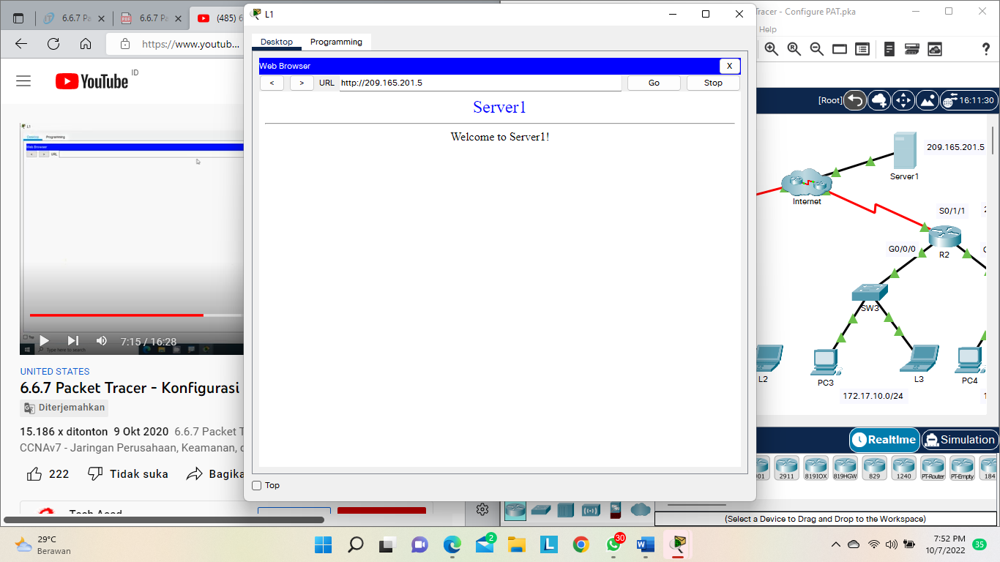 6.6.7 Pa
6.6.7 Pa
(485) 6
https://www.youtub...
YouTube
ID
L1
Desktop
Programming
Web Browser
URL
7:15 / 16:28
UNITED STATES
6.6.7 Packet Tracer - Konfigurasi
Diterjemahkan
15.186 x ditonton 9 Okt 2020 6.6.7 Packet T
CCNAv7 - Jaringan Perusahaan, Keamanan,
222
Tidak suka
Bagika
L1
Desktop
Programming
Web Browser
X
<
>
URL
http://209.165.201.5
Go
Stop
Server1
Welcome to Server1!
Top
Tracer - Configure PAT.pka
Help
?
[Root]
16:11:30
209.165.201.5
Server1
Internet
S0/1/1
G0/0/0
R2
SW3
L2
PC3
L3
PC4
172.17.10.0/24
Realtime
Simulation
2911
819IOX
819HGW
829
1240
PT-Router
PT-Empty
184
(Select a Device to Drag and Drop to the Workspace)
29°C
Berawan
2
L
30
7:52 PM
10/7/2022
35